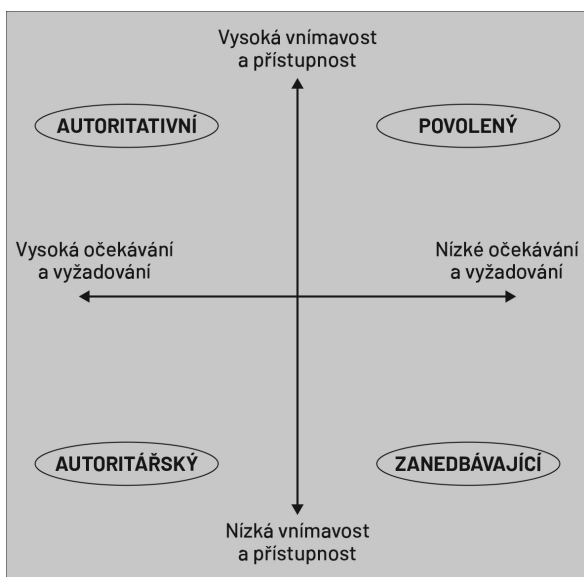 Vysoká vnímavost
a přístupnost
AUTORITATIVNÍ
POVOLENÝ
Vysoká očekávání
a vyžadování
Nízké očekávání
a vyžadování
AUTORITÁŘSKÝ
ZANEDBÁVAJÍCÍ
Nízká vnímavost
a přístupnost